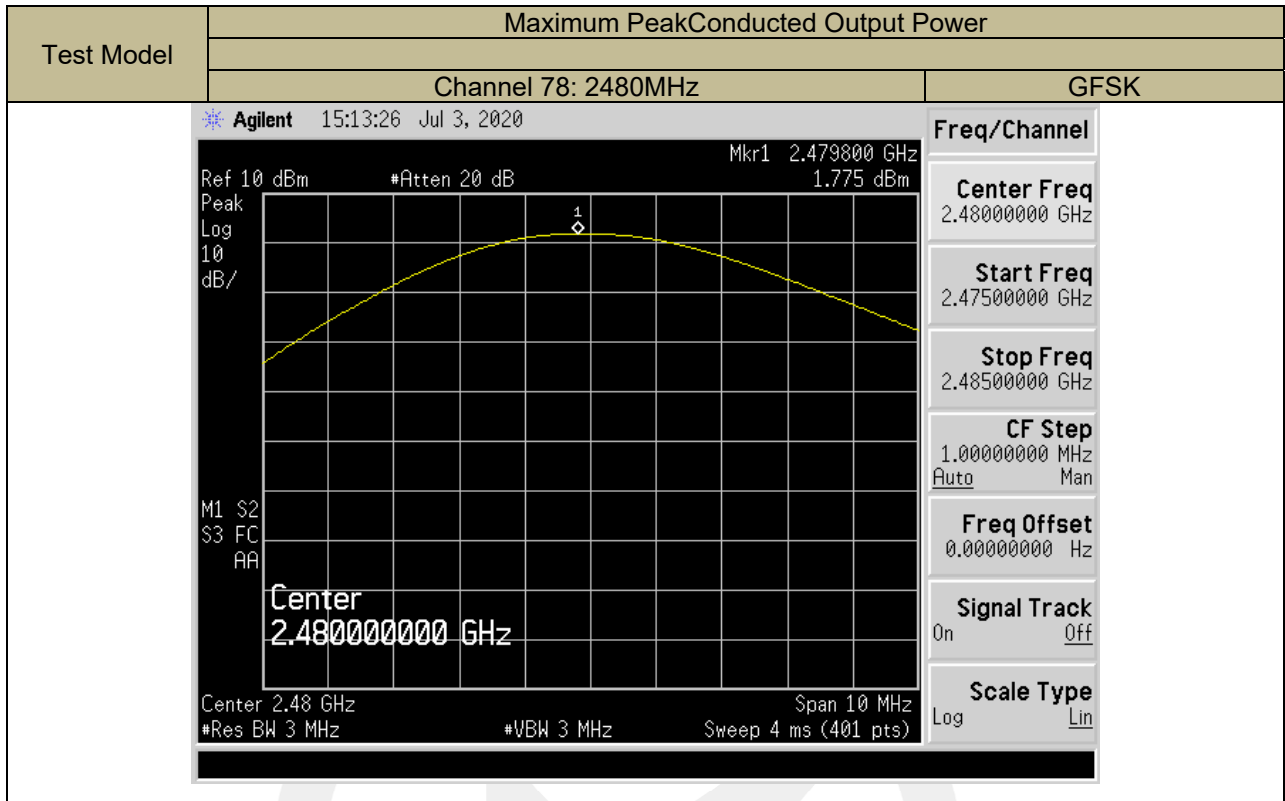 Test Model
Maximum PeakConducted Output Power
Channel 78: 2480MHz
GFSK
Agilent 15:13:26 Jul 3, 2020
Mkr1 2.479800 GHz
Ref 10 dBm #Atten 20 dB 1.775 dBm
Peak
Log
10
dB/
1
M1 S2
S3 FC
AA
Center
2.480000000 GHz
Center 2.48 GHz Span 10 MHz
#Res BW 3 MHz #VBW 3 MHz Sweep 4 ms (401 pts)
Freq/Channel
Center Freq
2.48000000 GHz
Start Freq
2.47500000 GHz
Stop Freq
2.48500000 GHz
CF Step
1.00000000 MHz
Auto Man
Freq Offset
0.00000000 Hz
Signal Track
On Off
Scale Type
Log Lin